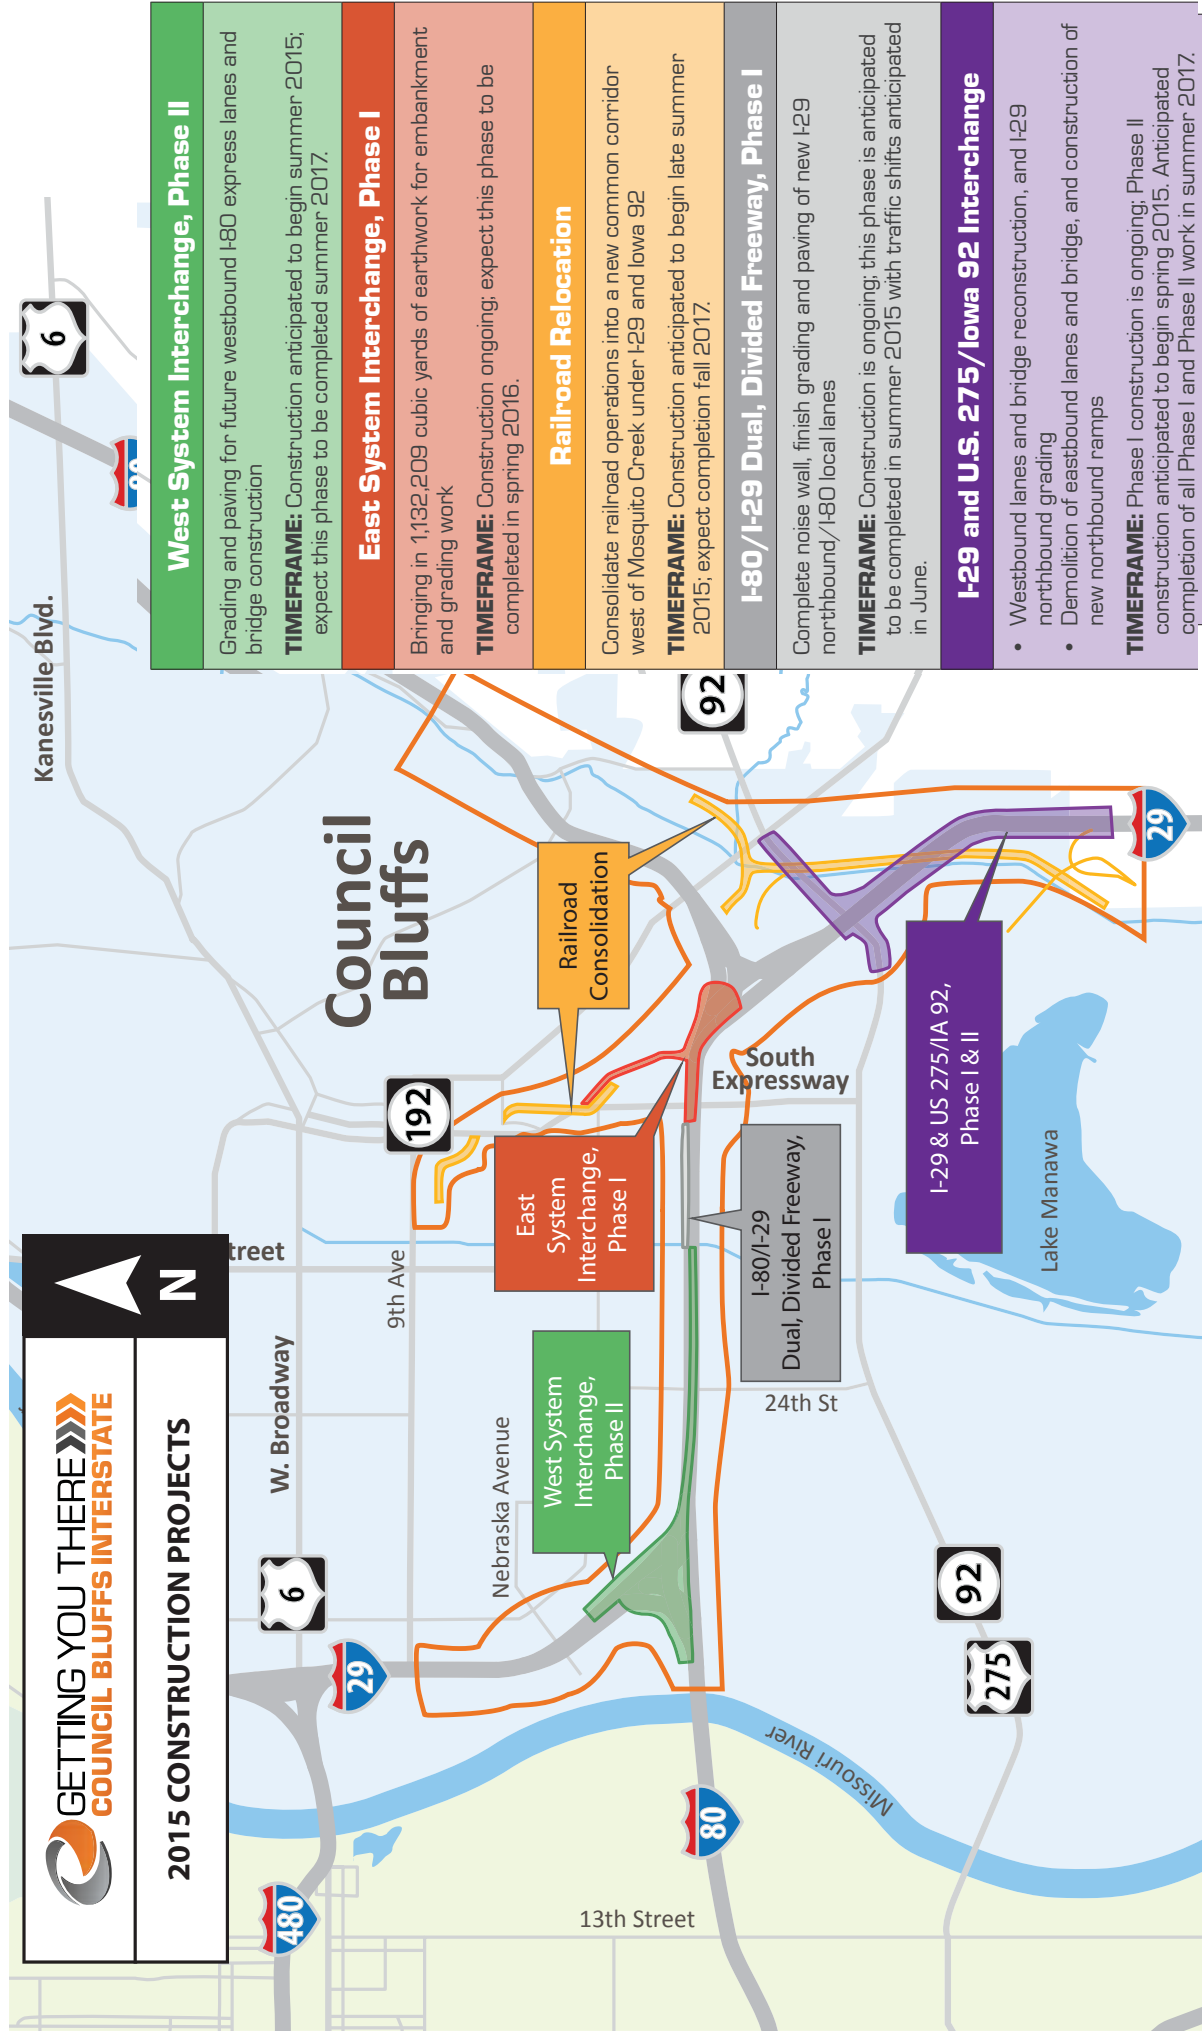 GETTING YOU THERE
COUNCIL BLUFFS INTERSTATE
2015 CONSTRUCTION PROJECTS
N
Kanesville Blvd.
6
Council
Bluffs
192
treet
W. Broadway
9th Ave
6
29
480
Nebraska Avenue
13th Street
West System
Interchange,
Phase II
East
System
Interchange,
Phase I
Railroad
Consolidation
I-80/I-29
Dual, Divided Freeway,
Phase I
I-29 & US 275/IA 92,
Phase I & II
South
Expressway
24th St
92
29
80
Missouri River
92
275
Lake Manawa
West System Interchange, Phase II
Grading and paving for future westbound I-80 express lanes and
bridge construction
TIMEFRAME: Construction anticipated to begin summer 2015;
expect this phase to be completed summer 2017.
East System Interchange, Phase I
Bringing in 1,132,209 cubic yards of earthwork for embankment
and grading work
TIMEFRAME: Construction ongoing; expect this phase to be
completed in spring 2016.
Railroad Relocation
Consolidate railroad operations into a new common corridor
west of Mosquito Creek under I-29 and Iowa 92
TIMEFRAME: Construction anticipated to begin late summer
2015; expect completion fall 2017.
I-80/I-29 Dual, Divided Freeway, Phase I
Complete noise wall, finish grading and paving of new I-29
northbound/I-80 local lanes
TIMEFRAME: Construction is ongoing; this phase is anticipated
to be completed in summer 2015 with traffic shifts anticipated
in June.
I-29 and U.S. 275/Iowa 92 Interchange
• Westbound lanes and bridge reconstruction, and I-29
northbound grading
• Demolition of eastbound lanes and bridge, and construction of
new northbound ramps
TIMEFRAME: Phase I construction is ongoing; Phase II
construction anticipated to begin spring 2015. Anticipated
completion of all Phase I and Phase II work in summer 2017.